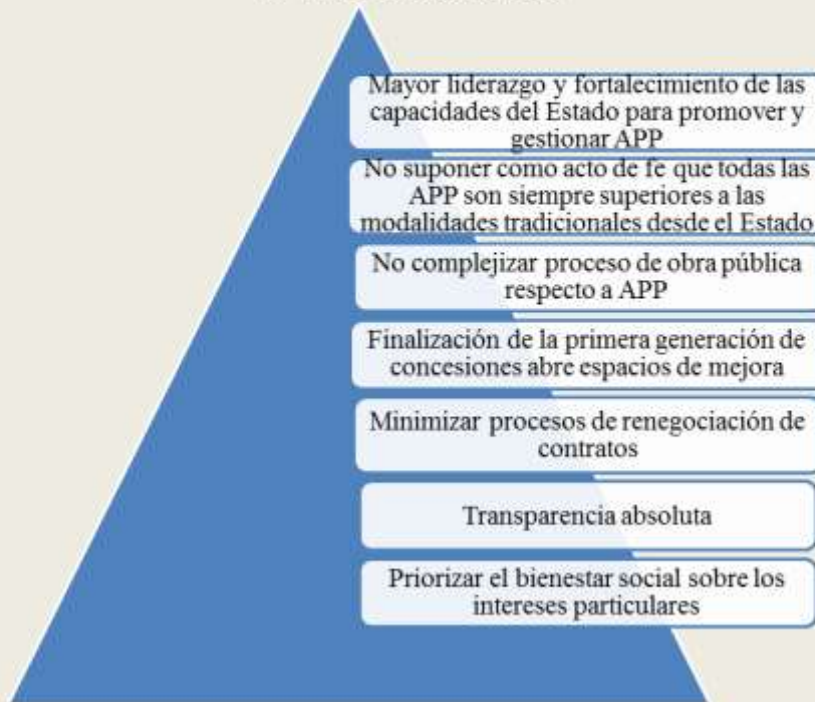 Mayor liderazgo y fortalecimiento de las
capacidades del Estado para promover y
gestionar APP
No suponer como acto de fe que todas las
APP son siempre superiores a las
modalidades tradicionales desde el Estado
No complejizar proceso de obra pública
respecto a APP
Finalización de la primera generación de
concesiones abre espacios de mejora
Minimizar procesos de renegociación de
contratos
Transparencia absoluta
Priorizar el bienestar social sobre los
intereses particulares